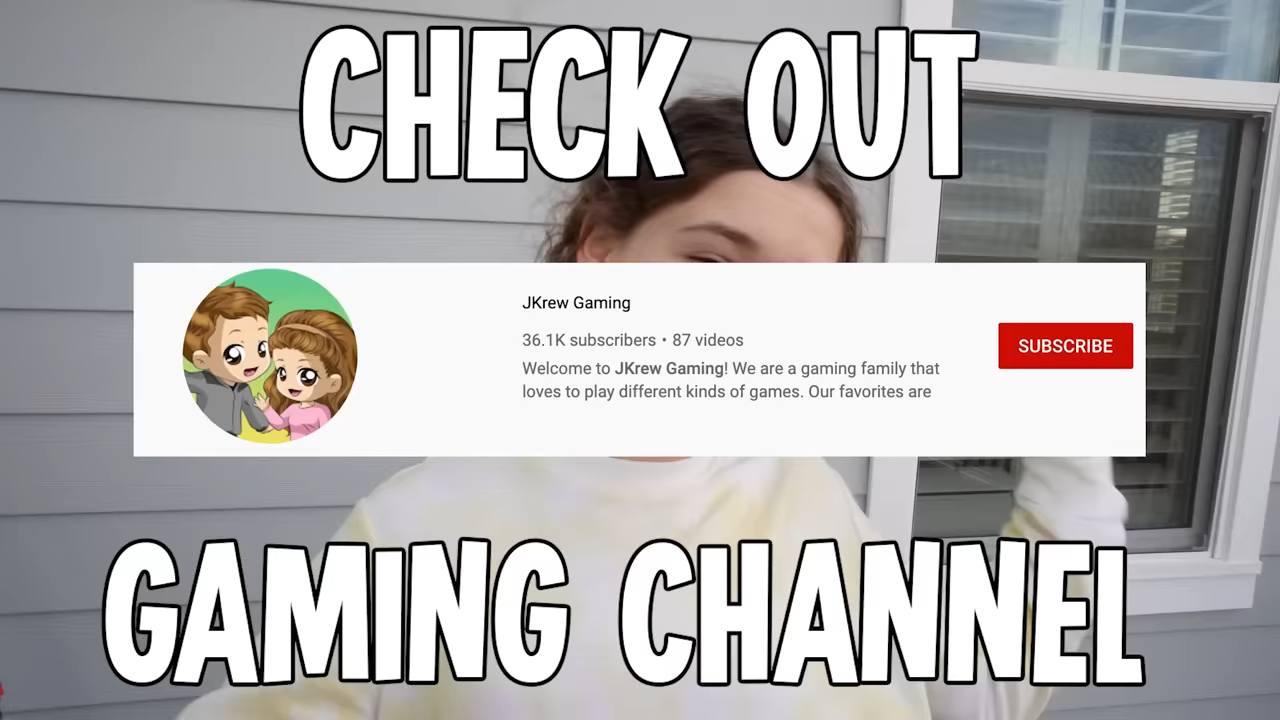 CHECK OUT
JKrew Gaming
36.1K subscribers • 87 videos
Welcome to JKrew Gaming! We are a gaming family that
loves to play different kinds of games. Our favorites are
SUBSCRIBE
GAMING CHANNEL